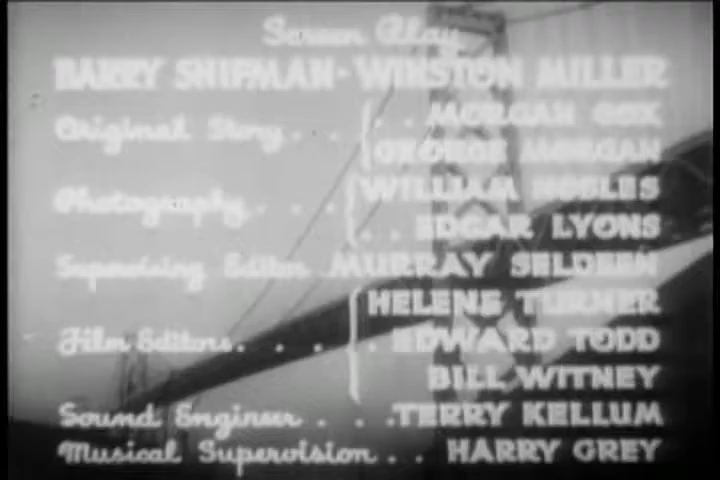 Screen Play
BARRY SHIPMAN - WINSTON MILLER
Original Story . . { . . MORGAN COX
GEORGE MORGAN
Photography . . . { WILLIAM NOBLES
. . EDGAR LYONS
Supervising Editor MURRAY SELDEEN
{ HELENE TURNER
Film Editors. . . . . EDWARD TODD
BILL WITNEY
Sound Engineer . . . TERRY KELLUM
Musical Supervision . . HARRY GREY